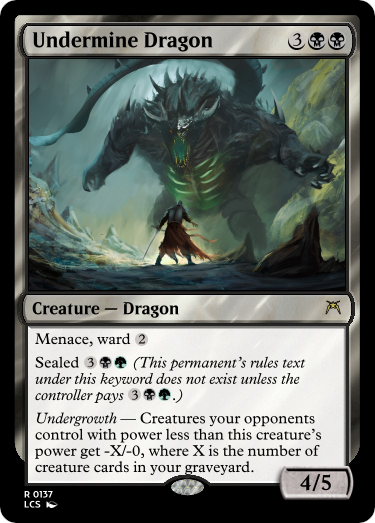 Undermine Dragon 3
Creature — Dragon
Menace, ward 2
Sealed 3 (This permanent's rules text
under this keyword does not exist unless the
controller pays 3.)
Undergrowth — Creatures your opponents
control with power less than this creature's
power get -X/-0, where X is the number of
creature cards in your graveyard.
4/5
R 0137
LCS